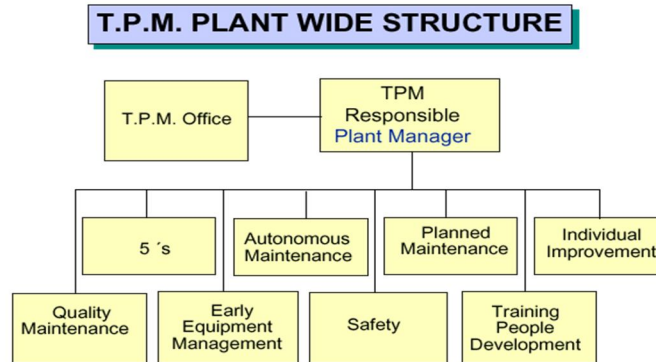 T.P.M. PLANT WIDE STRUCTURE
T.P.M. Office
TPM
Responsible
Plant Manager
5 ´s
Autonomous
Maintenance
Planned
Maintenance
Individual
Improvement
Quality
Maintenance
Early
Equipment
Management
Safety
Training
People
Development